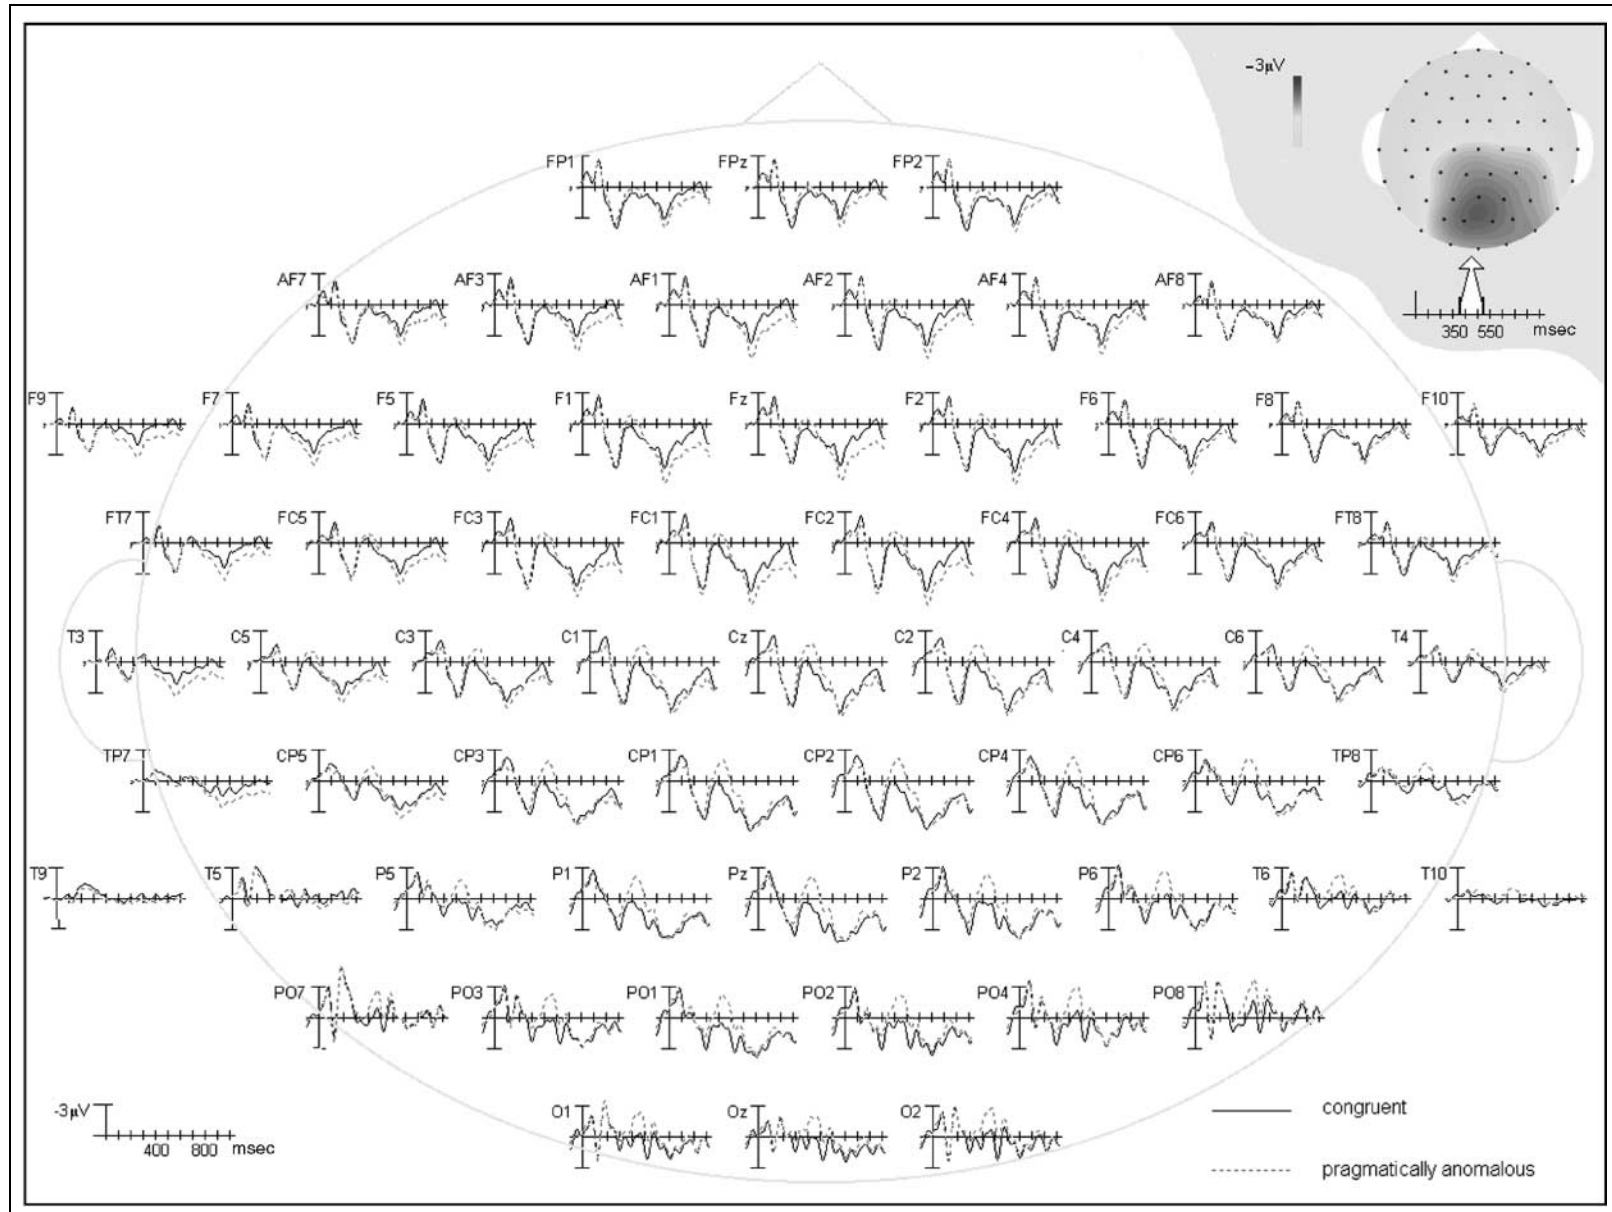 -3μV
350 550 msec
FP1 FPz FP2
AF7 AF3 AF1 AF2 AF4 AF8
F9 F7 F5 F1 Fz F2 F6 F8 F10
FT7 FC5 FC3 FC1 FC2 FC4 FC6 FT8
T3 C5 C3 C1 Cz C2 C4 C6 T4
TP7 CP5 CP3 CP1 CP2 CP4 CP6 TP8
T9 T5 P5 P1 Pz P2 P6 T6 T10
PO7 PO3 PO1 PO2 PO4 PO8
O1 Oz O2
-3μV
400 800 msec
congruent
pragmatically anomalous